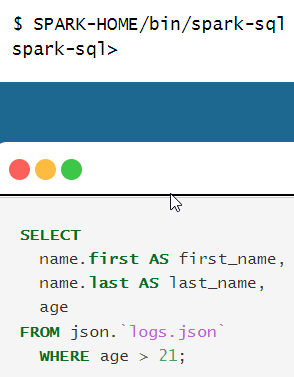 $ SPARK-HOME/bin/spark-sql
spark-sql>
SELECT
name.first AS first_name,
name.last AS last_name,
age
FROM json.`logs.json`
WHERE age > 21;